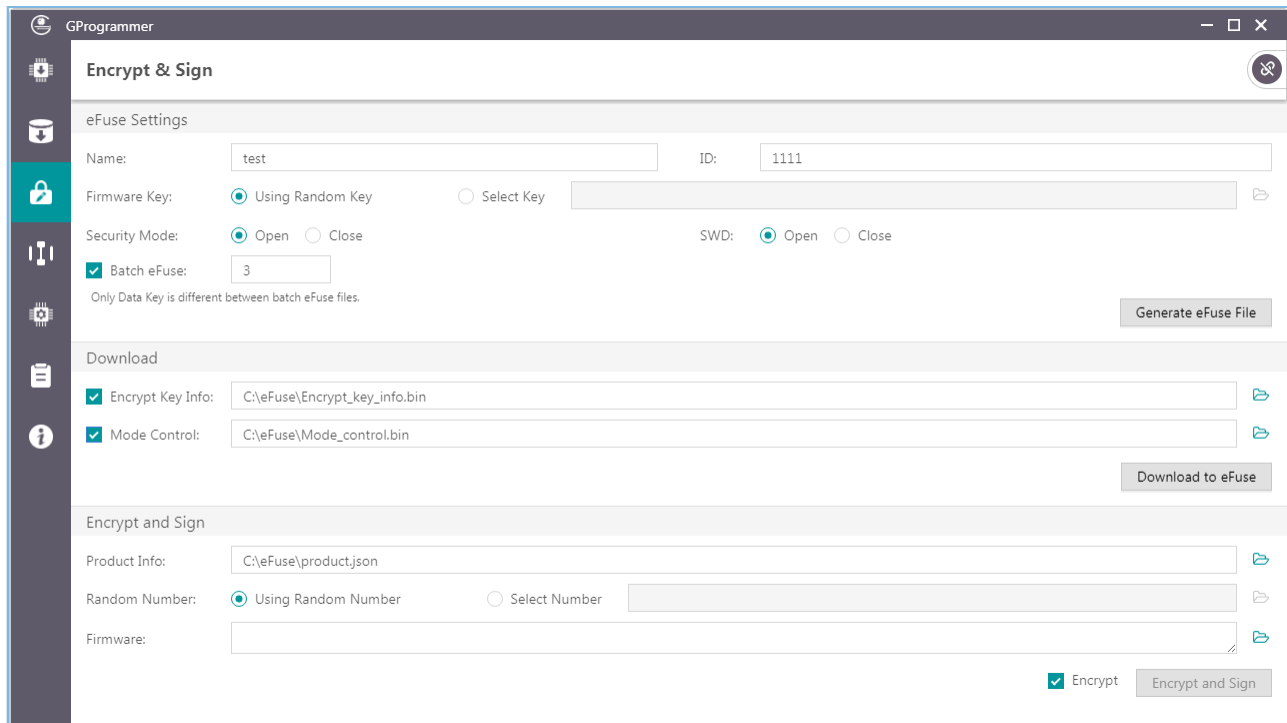 GProgrammer
Encrypt & Sign
eFuse Settings
Name: test ID: 1111
Firmware Key: Using Random Key Select Key
Security Mode: Open Close SWD: Open Close
Batch eFuse: 3
Only Data Key is different between batch eFuse files.
Generate eFuse File
Download
Encrypt Key Info: C:\eFuse\Encrypt_key_info.bin
Mode Control: C:\eFuse\Mode_control.bin
Download to eFuse
Encrypt and Sign
Product Info: C:\eFuse\product.json
Random Number: Using Random Number Select Number
Firmware:
Encrypt Encrypt and Sign